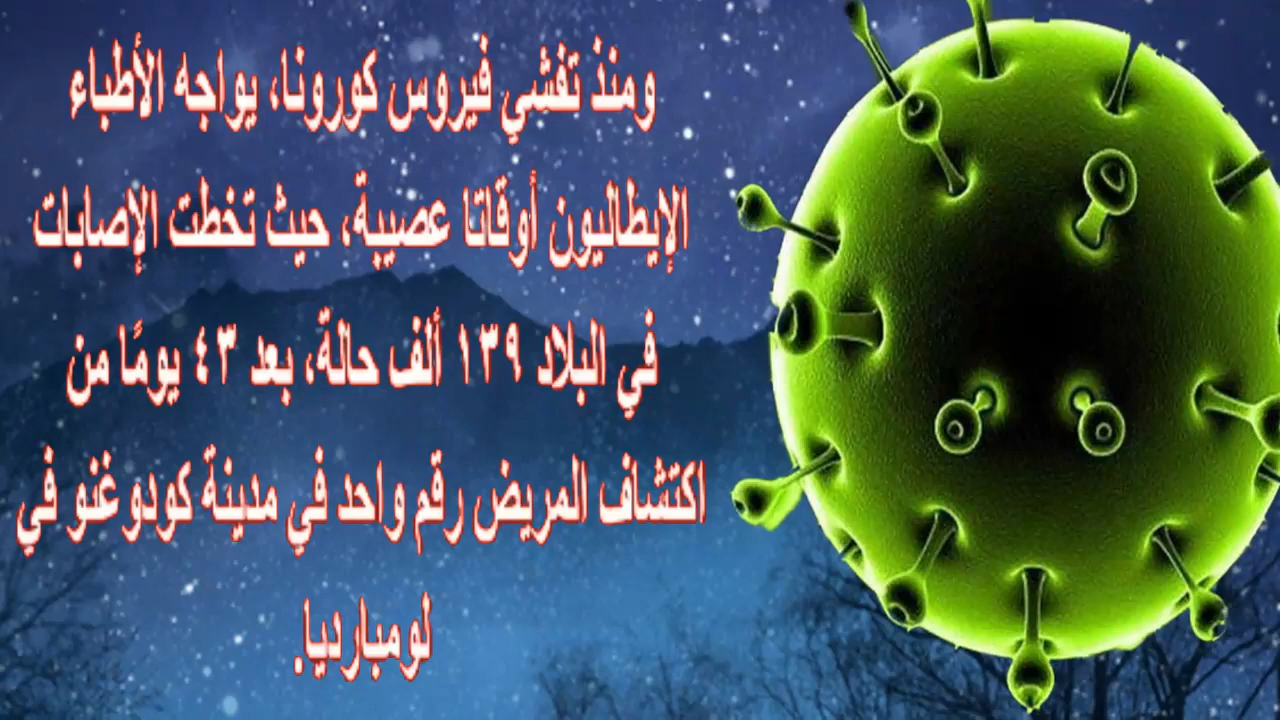 ومنذ تفشي فيروس كورونا، يواجه الأطباء
الإيطاليون أوقاتا عصيبة، حيث تخطت الإصابات
في البلاد ١٣٩ ألف حالة، بعد ٤٣ يومًا من
اكتشاف المريض رقم واحد في مدينة كودوغنو في
لومبارديا.